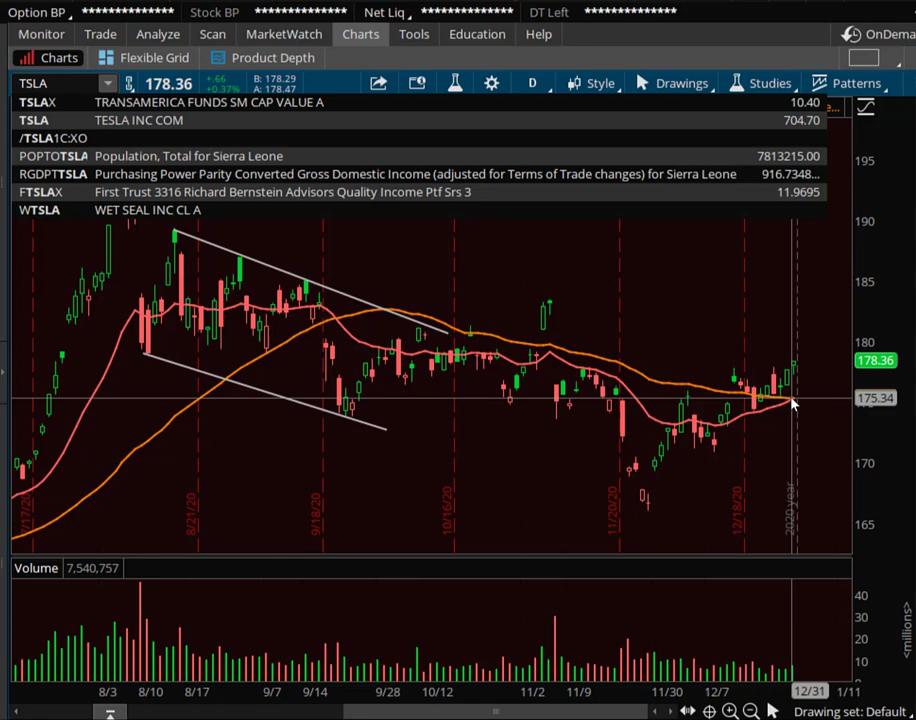 Option BP ************** Stock BP ************** Net Liq ************** DT Left **************
Monitor Trade Analyze Scan MarketWatch Charts Tools Education Help OnDema
Charts Flexible Grid Product Depth
TSLA 178.36 +.66 +0.37% B: 178.29 A: 178.47 D Style Drawings Studies Patterns
TSLAX TRANSAMERICA FUNDS SM CAP VALUE A 10.40
TSLA TESLA INC COM 704.70
/TSLA1C:XO
POPTOTSLA Population, Total for Sierra Leone 7813215.00
RGDPTTSLA Purchasing Power Parity Converted Gross Domestic Income (adjusted for Terms of Trade changes) for Sierra Leone 916.7348...
FTSLAX First Trust 3316 Richard Bernstein Advisors Quality Income Ptf Srs 3 11.9695
WTSLA WET SEAL INC CL A
195
190
185
180
178.36
175.34
170
165
7/17/20 8/21/20 9/18/20 10/16/20 11/20/20 12/18/20 2020 year
Volume 7,540,757
40
30
20
10
<millions>
8/3 8/10 8/17 9/7 9/14 9/28 10/12 11/2 11/9 11/30 12/7 12/31 1/11
Drawing set: Default